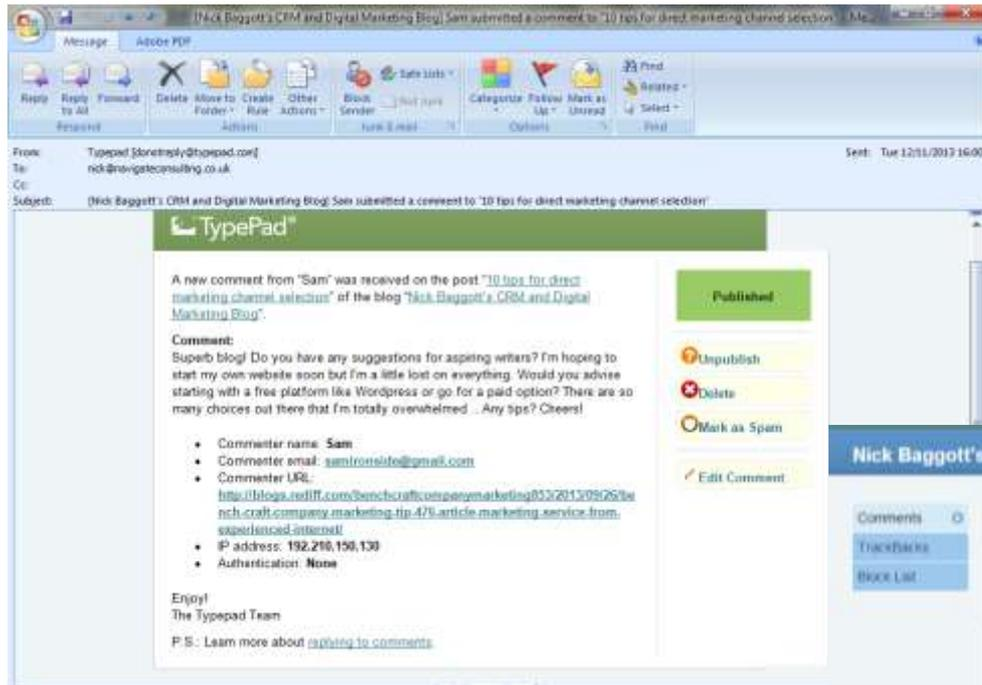 [Nick Baggott's CRM and Digital Marketing Blog] Sam submitted a comment to '10 tips for direct marketing channel selection' - Me...
Message Adobe PDF
Reply Reply to All Forward Delete Move to Folder Create Rule Other Actions Block Sender Safe Lists Not Junk Categorize Follow Up Mark as Unread Find Related Select
Respond Actions Junk E-mail Options Find
From: Typepad [donotreply@typepad.com] Sent: Tue 12/11/2013 16:00
To: nick@navigateconsulting.co.uk
Cc:
Subject: [Nick Baggott's CRM and Digital Marketing Blog] Sam submitted a comment to '10 tips for direct marketing channel selection'
TypePad®
A new comment from "Sam" was received on the post "10 tips for direct
marketing channel selection" of the blog "Nick Baggott's CRM and Digital
Marketing Blog".
Comment:
Superb blog! Do you have any suggestions for aspiring writers? I'm hoping to
start my own website soon but I'm a little lost on everything. Would you advise
starting with a free platform like Wordpress or go for a paid option? There are so
many choices out there that I'm totally overwhelmed .. Any tips? Cheers!
• Commenter name: Sam
• Commenter email: samironside@gmail.com
• Commenter URL:
http://blogs.rediff.com/benchcraftcompanymarketing853/2013/09/26/be
nch-craft-company-marketing-tip-476-article-marketing-service-from-
experienced-internet/
• IP address: 192.210.150.130
• Authentication: None
Enjoy!
The Typepad Team
P.S.: Learn more about replying to comments.
Published
Unpublish
Delete
Mark as Spam
Edit Comment
Nick Baggott's
Comments
TrackBacks
Block List